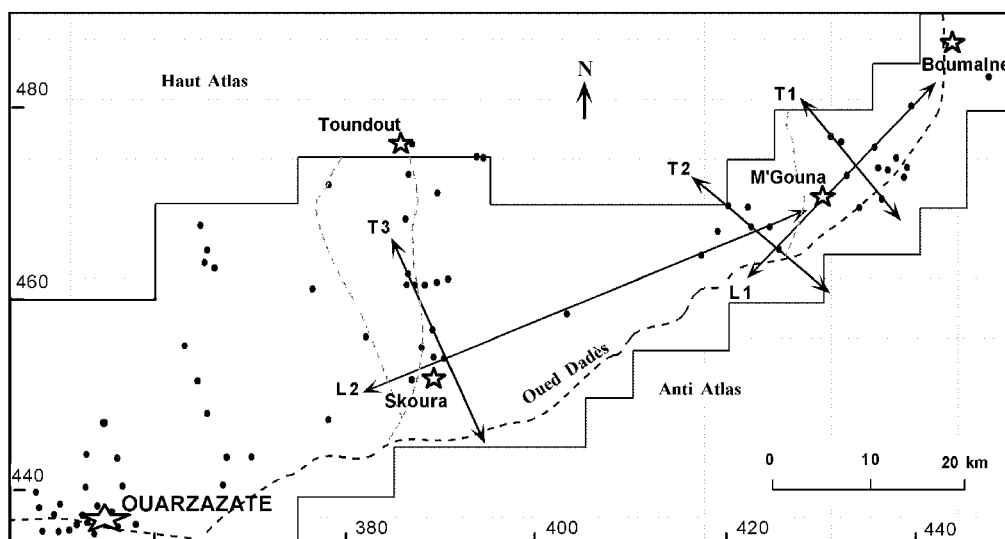 Boumalne
Haut Atlas
N
480
T1
Toundout
M'Gouna
T2
T3
460
L1
Oued Dadès
L2
Skoura
Anti Atlas
0 10 20 km
440
OUARZAZATE
380 400 420 440